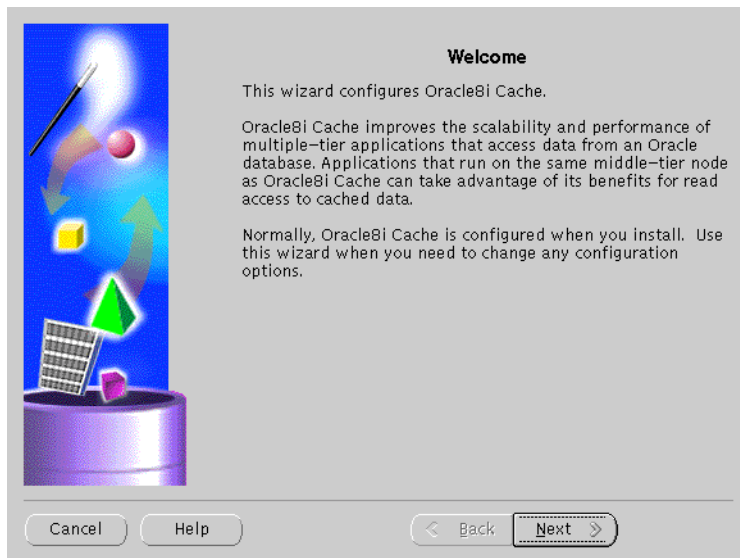 Welcome
This wizard configures Oracle8i Cache.
Oracle8i Cache improves the scalability and performance of
multiple-tier applications that access data from an Oracle
database. Applications that run on the same middle-tier node
as Oracle8i Cache can take advantage of its benefits for read
access to cached data.
Normally, Oracle8i Cache is configured when you install.  Use
this wizard when you need to change any configuration
options.
Cancel
Help
Back
Next